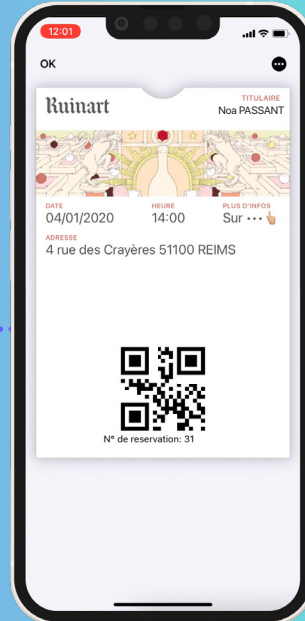 12:01
OK
Ruinart
TITULAIRE
Noa PASSANT
DATE
HEURE
PLUS D'INFOS
04/01/2020
14:00
Sur ••• 👆
ADRESSE
4 rue des Crayères 51100 REIMS
N° de reservation: 31